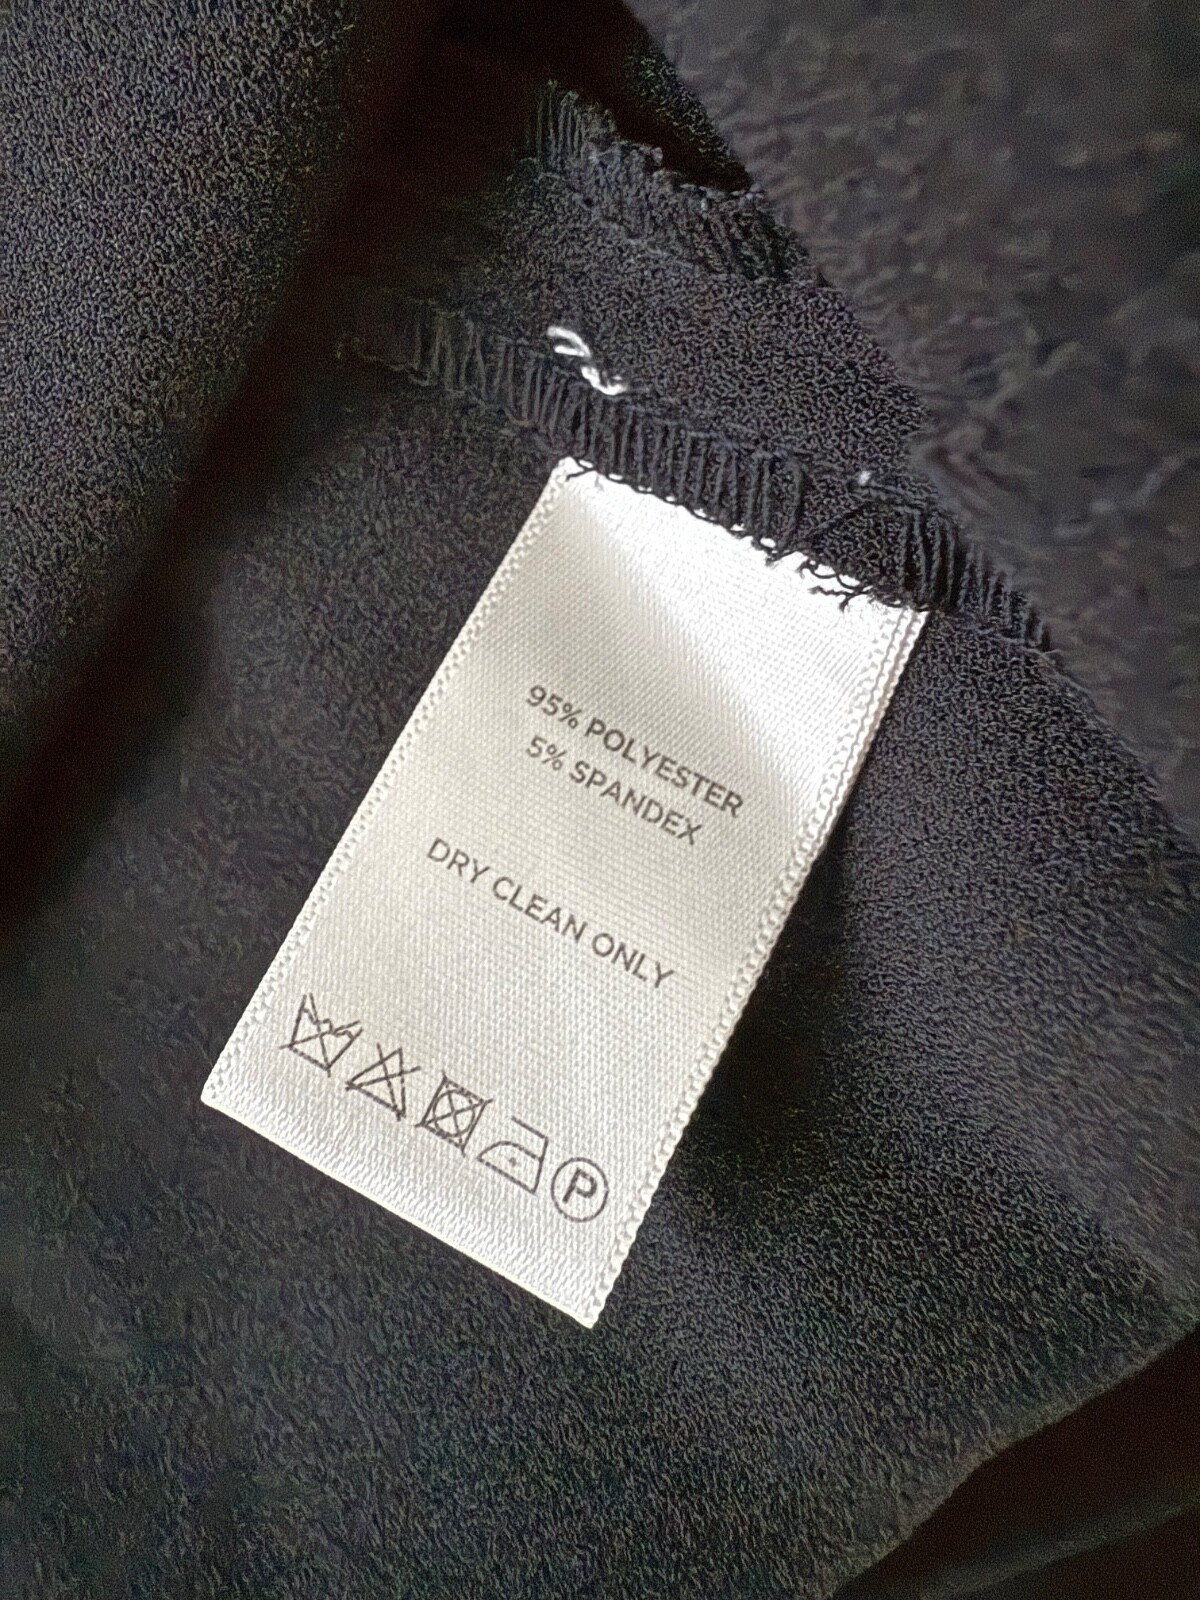 95% POLYESTER
5% SPANDEX
DRY CLEAN ONLY
P